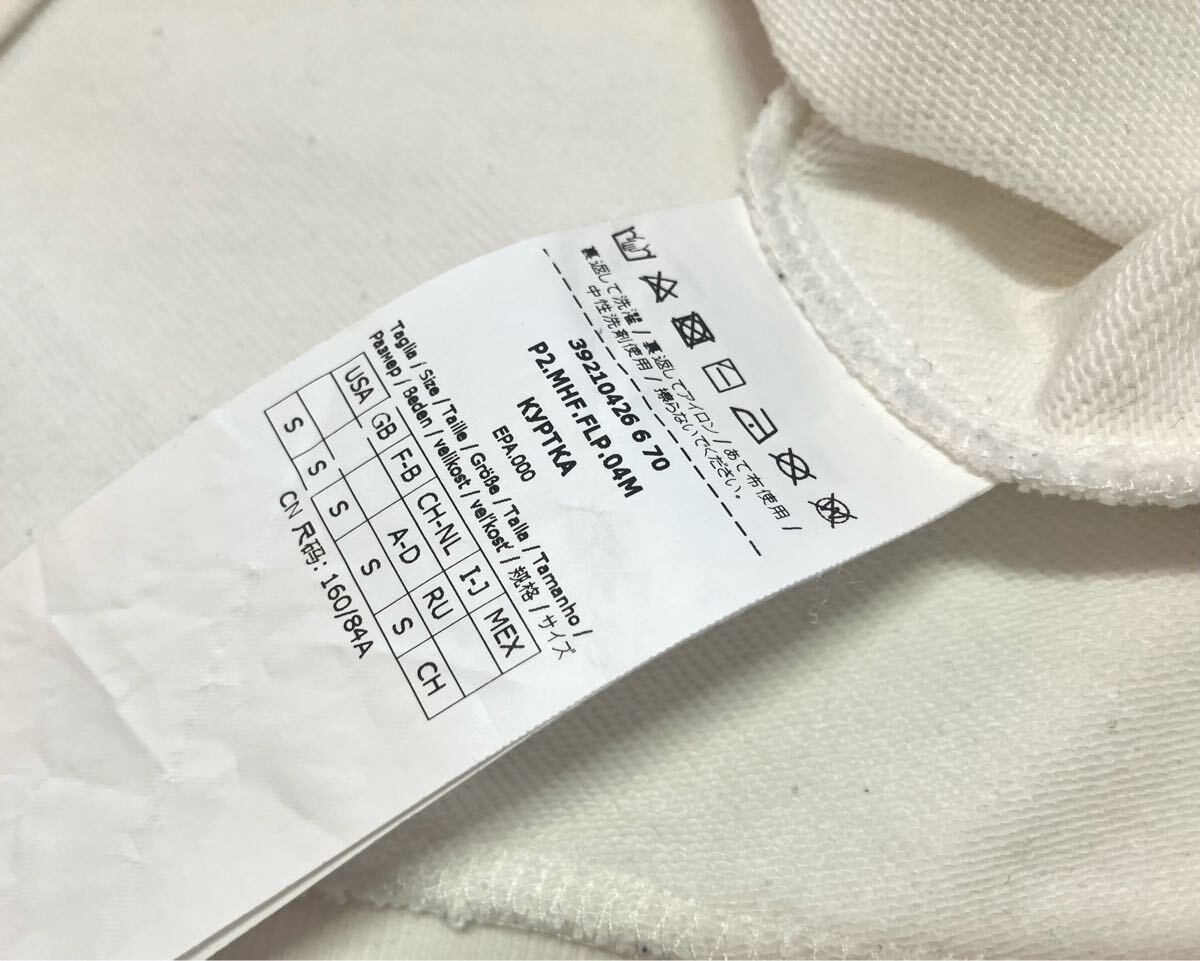 裏返して洗濯 / 裏返してアイロン / あて布使用 /
中性洗剤使用 / 擦らないでください。
39210426 6 70
P2.MHF.FLP.04M
КУРТКА
EPA.000
Taglia / Size / Taille / Größe / Talla / Tamanho /
Размер / Beden / velikost / veľkosť / 规格 / サイズ
USA GB F-B CH-NL I-J MEX
A-D RU CH
S S S S S
CN 尺码: 160/84A